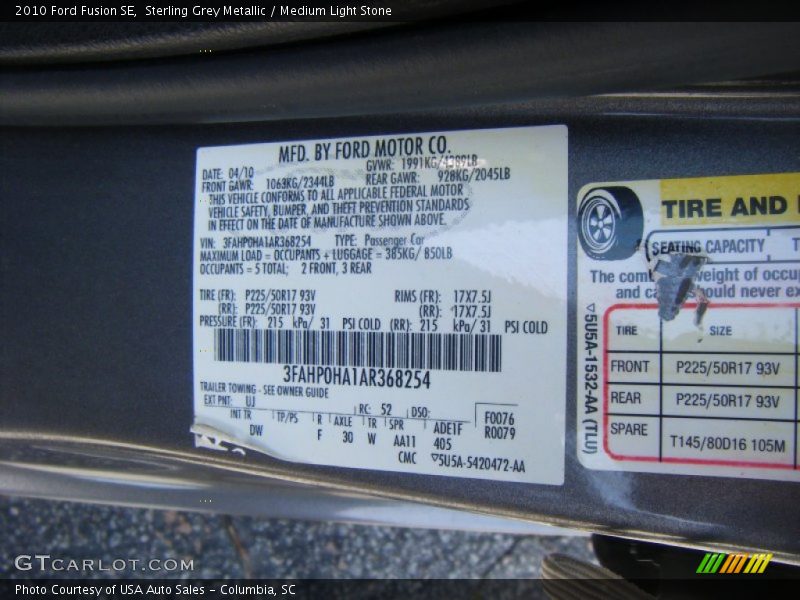 2010 Ford Fusion SE, Sterling Grey Metallic / Medium Light Stone
MFD. BY FORD MOTOR CO.
DATE: 04/10 GVWR: 1991KG/4389LB
FRONT GAWR: 1063KG/2344LB REAR GAWR: 928KG/2045LB
THIS VEHICLE CONFORMS TO ALL APPLICABLE FEDERAL MOTOR
VEHICLE SAFETY, BUMPER, AND THEFT PREVENTION STANDARDS
IN EFFECT ON THE DATE OF MANUFACTURE SHOWN ABOVE.
VIN: 3FAHP0HA1AR368254 TYPE: Passenger Car
MAXIMUM LOAD = OCCUPANTS + LUGGAGE = 385KG/ 850LB
OCCUPANTS = 5 TOTAL; 2 FRONT, 3 REAR
TIRE (FR): P225/50R17 93V RIMS (FR): 17X7.5J
(RR): P225/50R17 93V (RR): 17X7.5J
PRESSURE (FR): 215 kPa/ 31 PSI COLD (RR): 215 kPa/ 31 PSI COLD
3FAHP0HA1AR368254
TRAILER TOWING - SEE OWNER GUIDE
EXT PNT: UJ RC: 52 DSO: F0076
INT TR TP/PS R AXLE TR SPR ADE1F R0079
DW F 30 W AA11 405
CMC ▽5U5A-5420472-AA
TIRE AND
SEATING CAPACITY
The weight of
and should never
▽5U5A-1532-AA (TLU)
TIRE SIZE
FRONT P225/50R17 93V
REAR P225/50R17 93V
SPARE T145/80D16 105M
GTCARLOT.COM
Photo Courtesy of USA Auto Sales - Columbia, SC